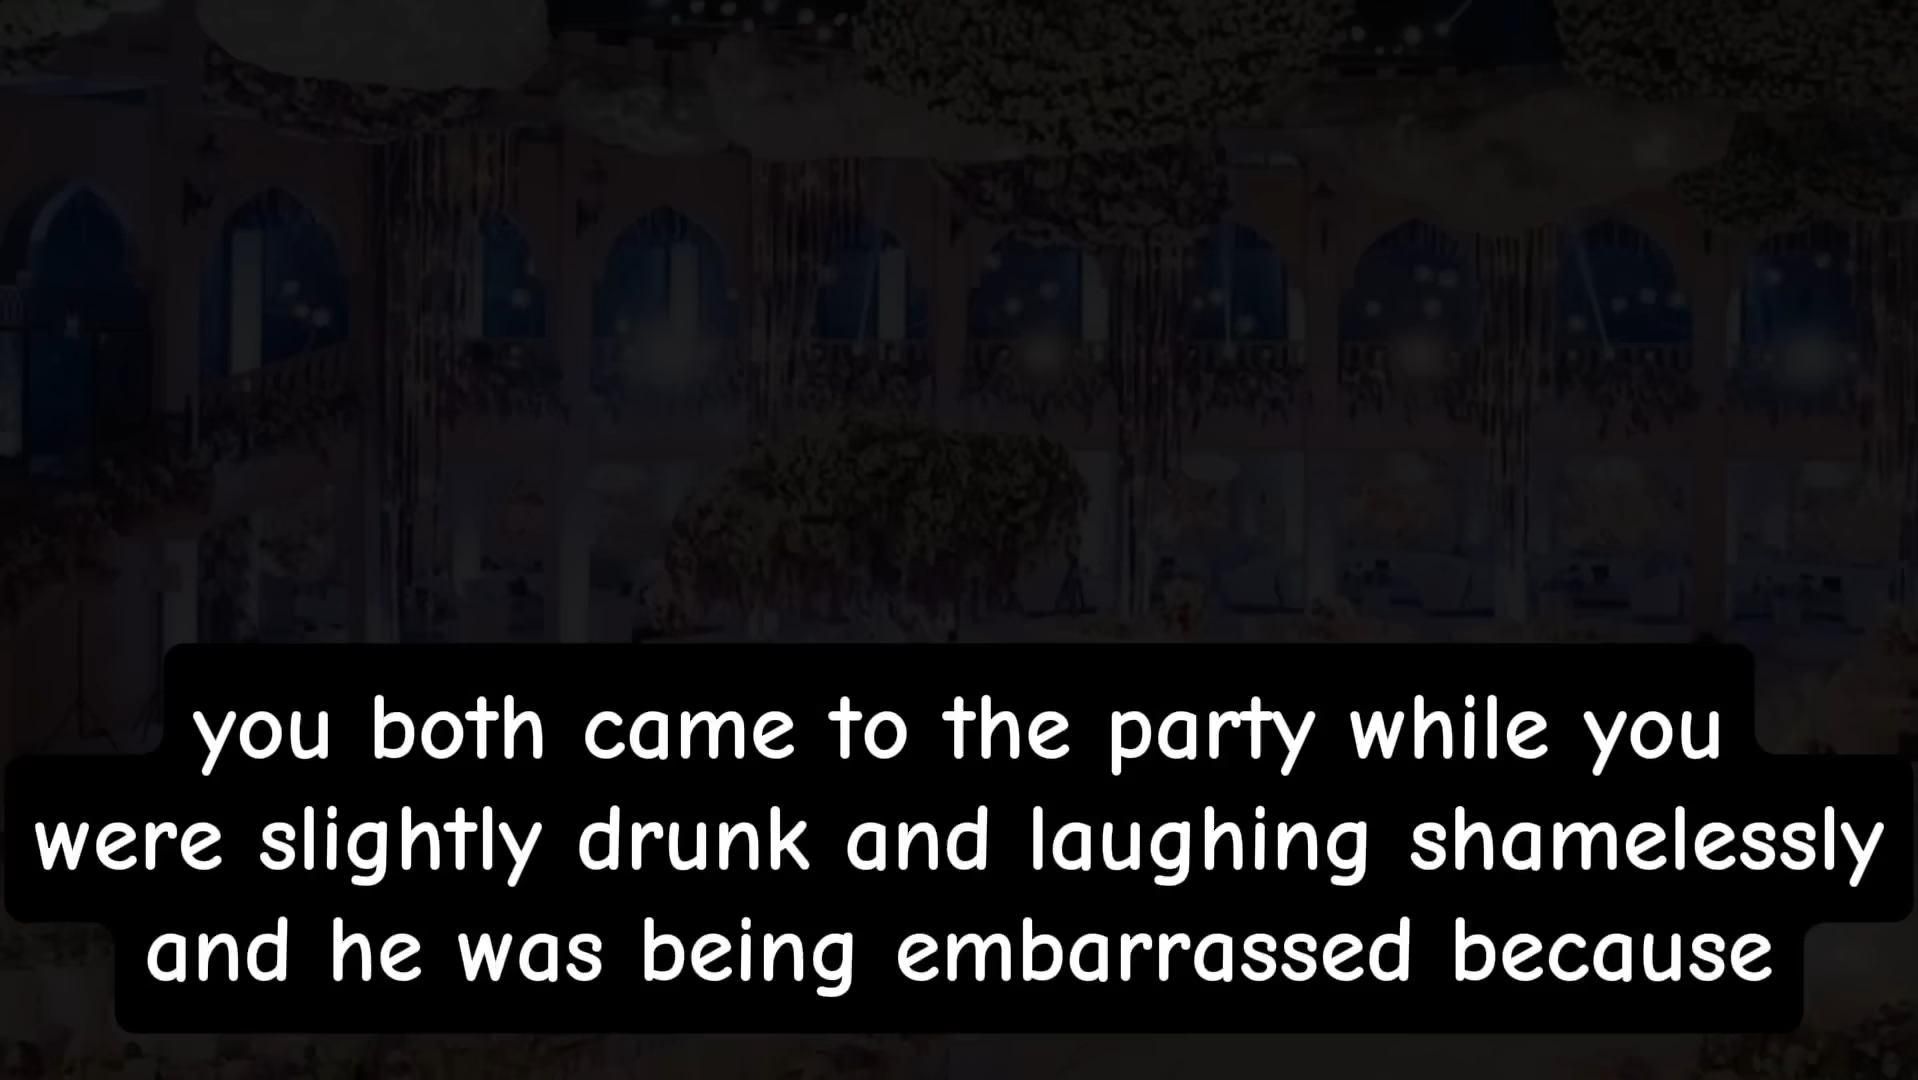 you both came to the party while you
were slightly drunk and laughing shamelessly
and he was being embarrassed because